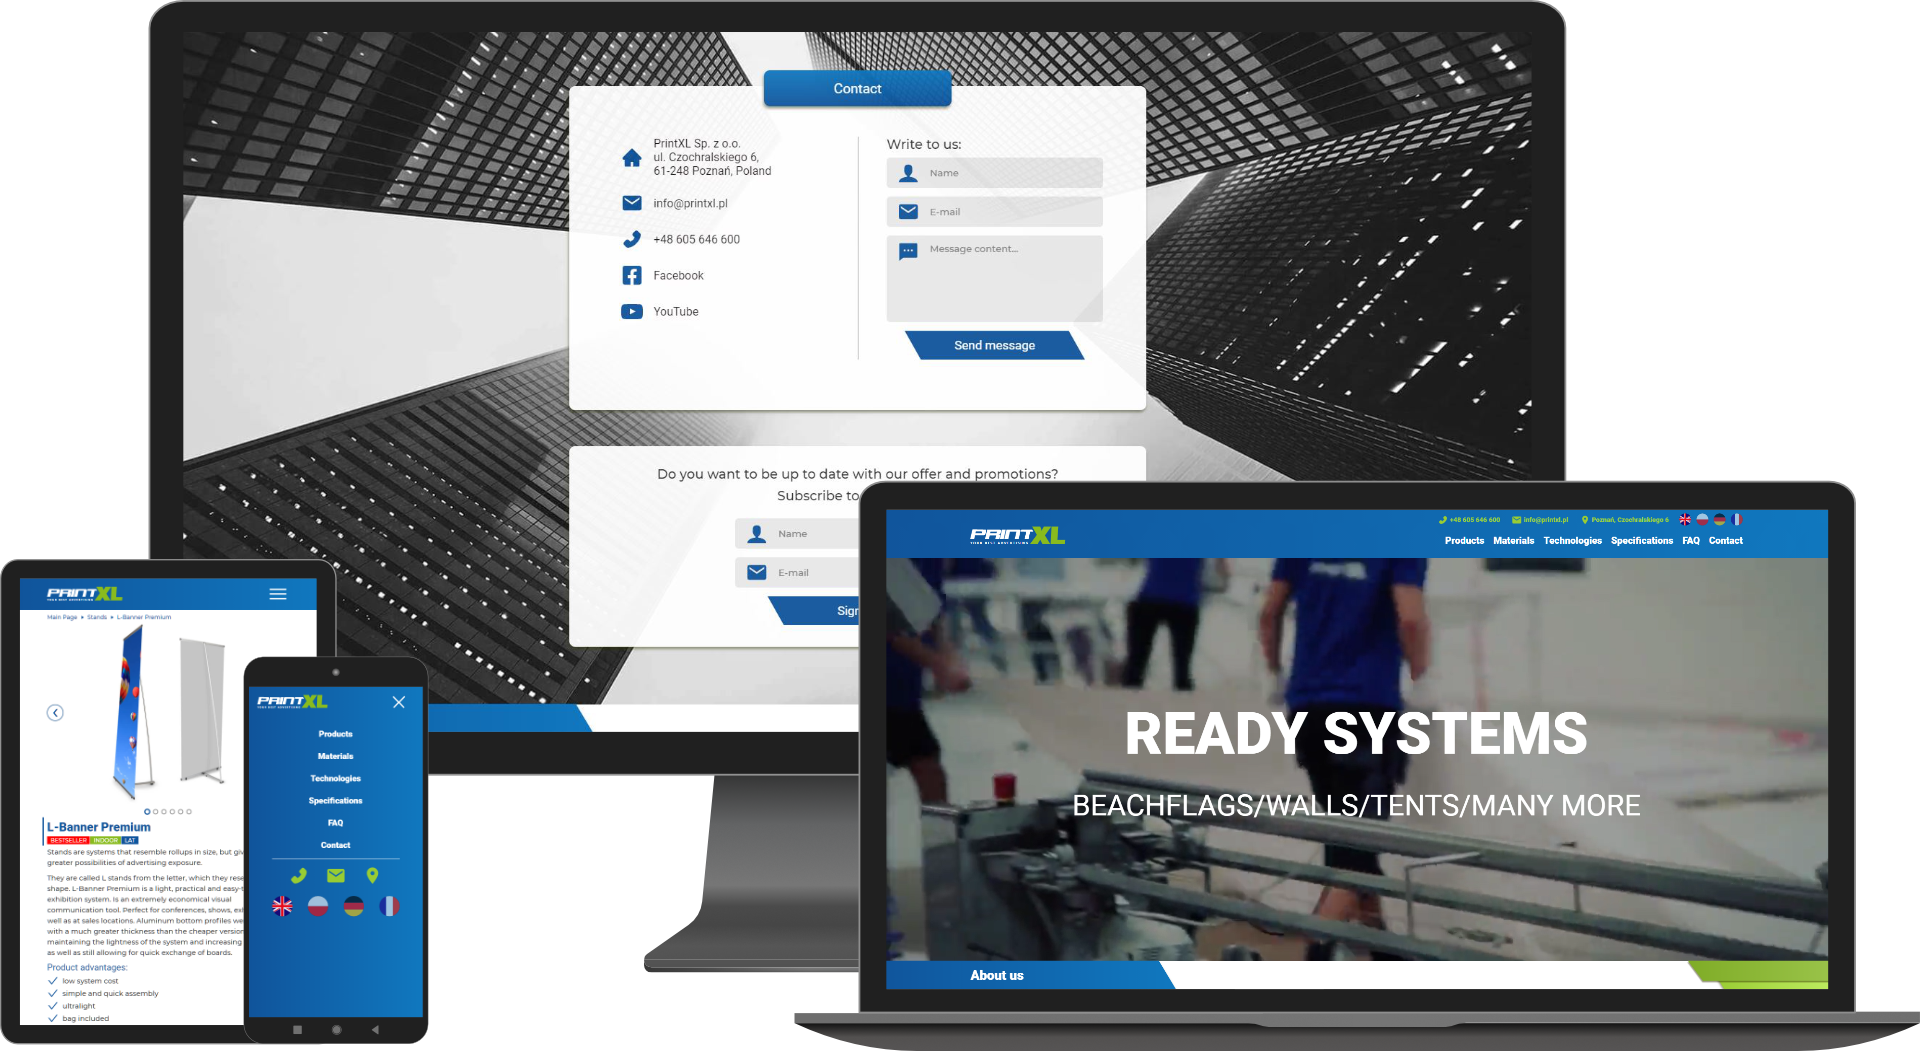 Contact
PrintXL Sp. z o.o.
ul. Czochralskiego 6,
61-248 Poznań, Poland
info@printxl.pl
+48 605 646 600
Facebook
YouTube
Write to us:
Name
E-mail
Message content...
Send message
Do you want to be up to date with our offer and promotions?
Subscribe to
Name
E-mail
PRINTXL
YOUR BEST ADVERTISING
+48 605 646 600 info@printxl.pl Poznań, Czochralskiego 6
Products Materials Technologies Specifications FAQ Contact
READY SYSTEMS
BEACHFLAGS/WALLS/TENTS/MANY MORE
About us
PRINTXL
YOUR BEST ADVERTISING
Main Page ▸ Stands ▸ L-Banner Premium
L-Banner Premium
BESTSELLER INDOOR LAT
Stands are systems that resemble rollups in size, but
greater possibilities of advertising exposure.
They are called L stands from the letter, which they
shape. L-Banner Premium is a light, practical and
exhibition system. Is an extremely economical visual
communication tool. Perfect for conferences, shows,
well as at sales locations. Aluminum bottom profiles
with a much greater thickness than the cheaper
maintaining the lightness of the system and increasing
as well as still allowing for quick exchange of boards.
Product advantages:
low system cost
simple and quick assembly
ultralight
bag included
PRINTXL
YOUR BEST ADVERTISING
Products
Materials
Technologies
Specifications
FAQ
Contact